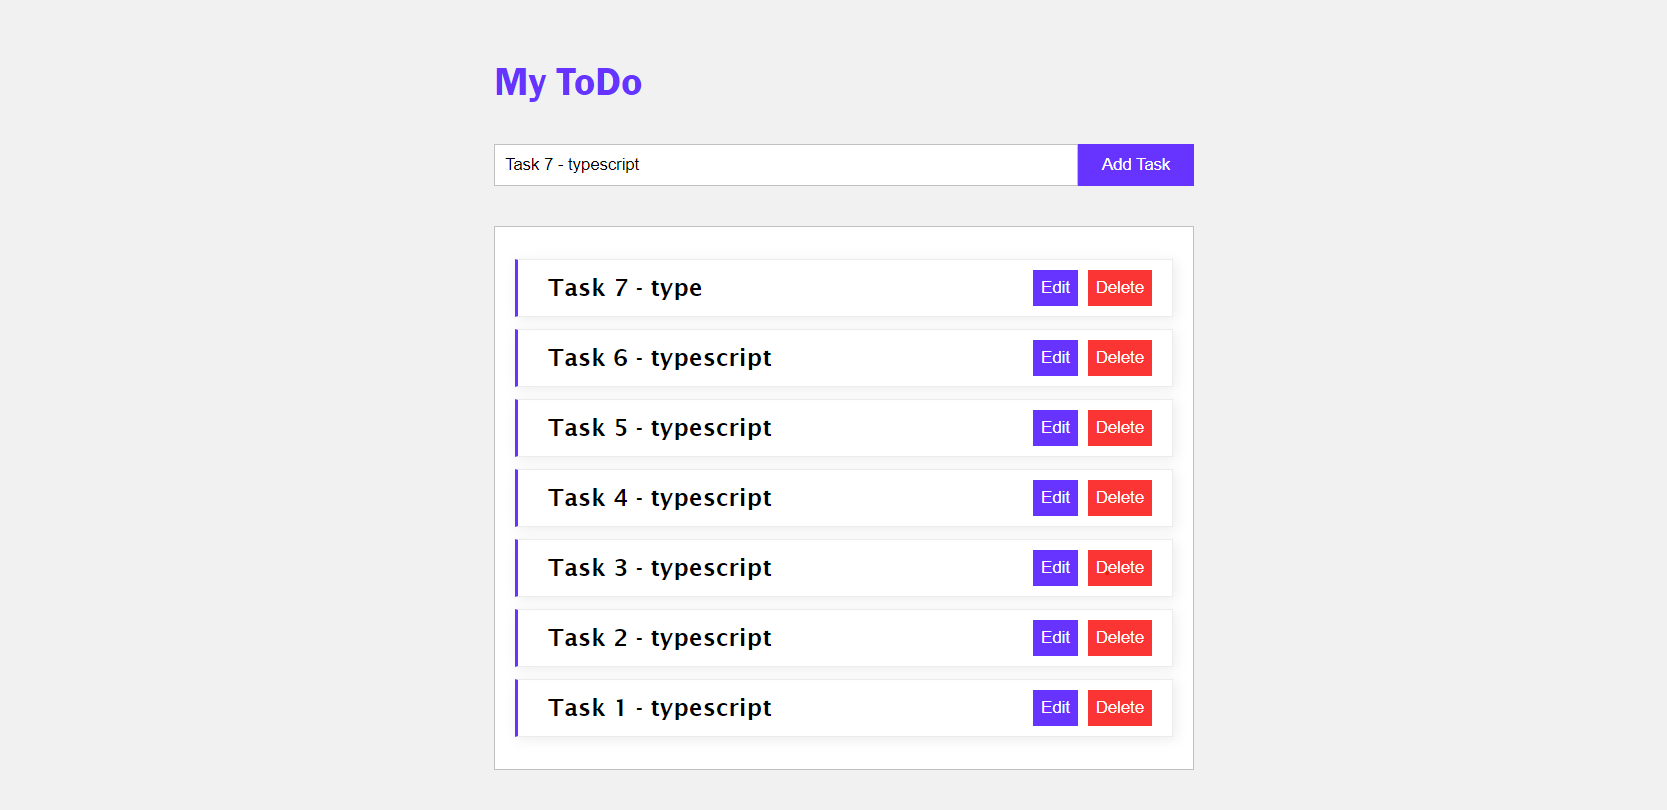 My ToDo
Task 7 - typescript Add Task
Task 7 - type Edit Delete
Task 6 - typescript Edit Delete
Task 5 - typescript Edit Delete
Task 4 - typescript Edit Delete
Task 3 - typescript Edit Delete
Task 2 - typescript Edit Delete
Task 1 - typescript Edit Delete